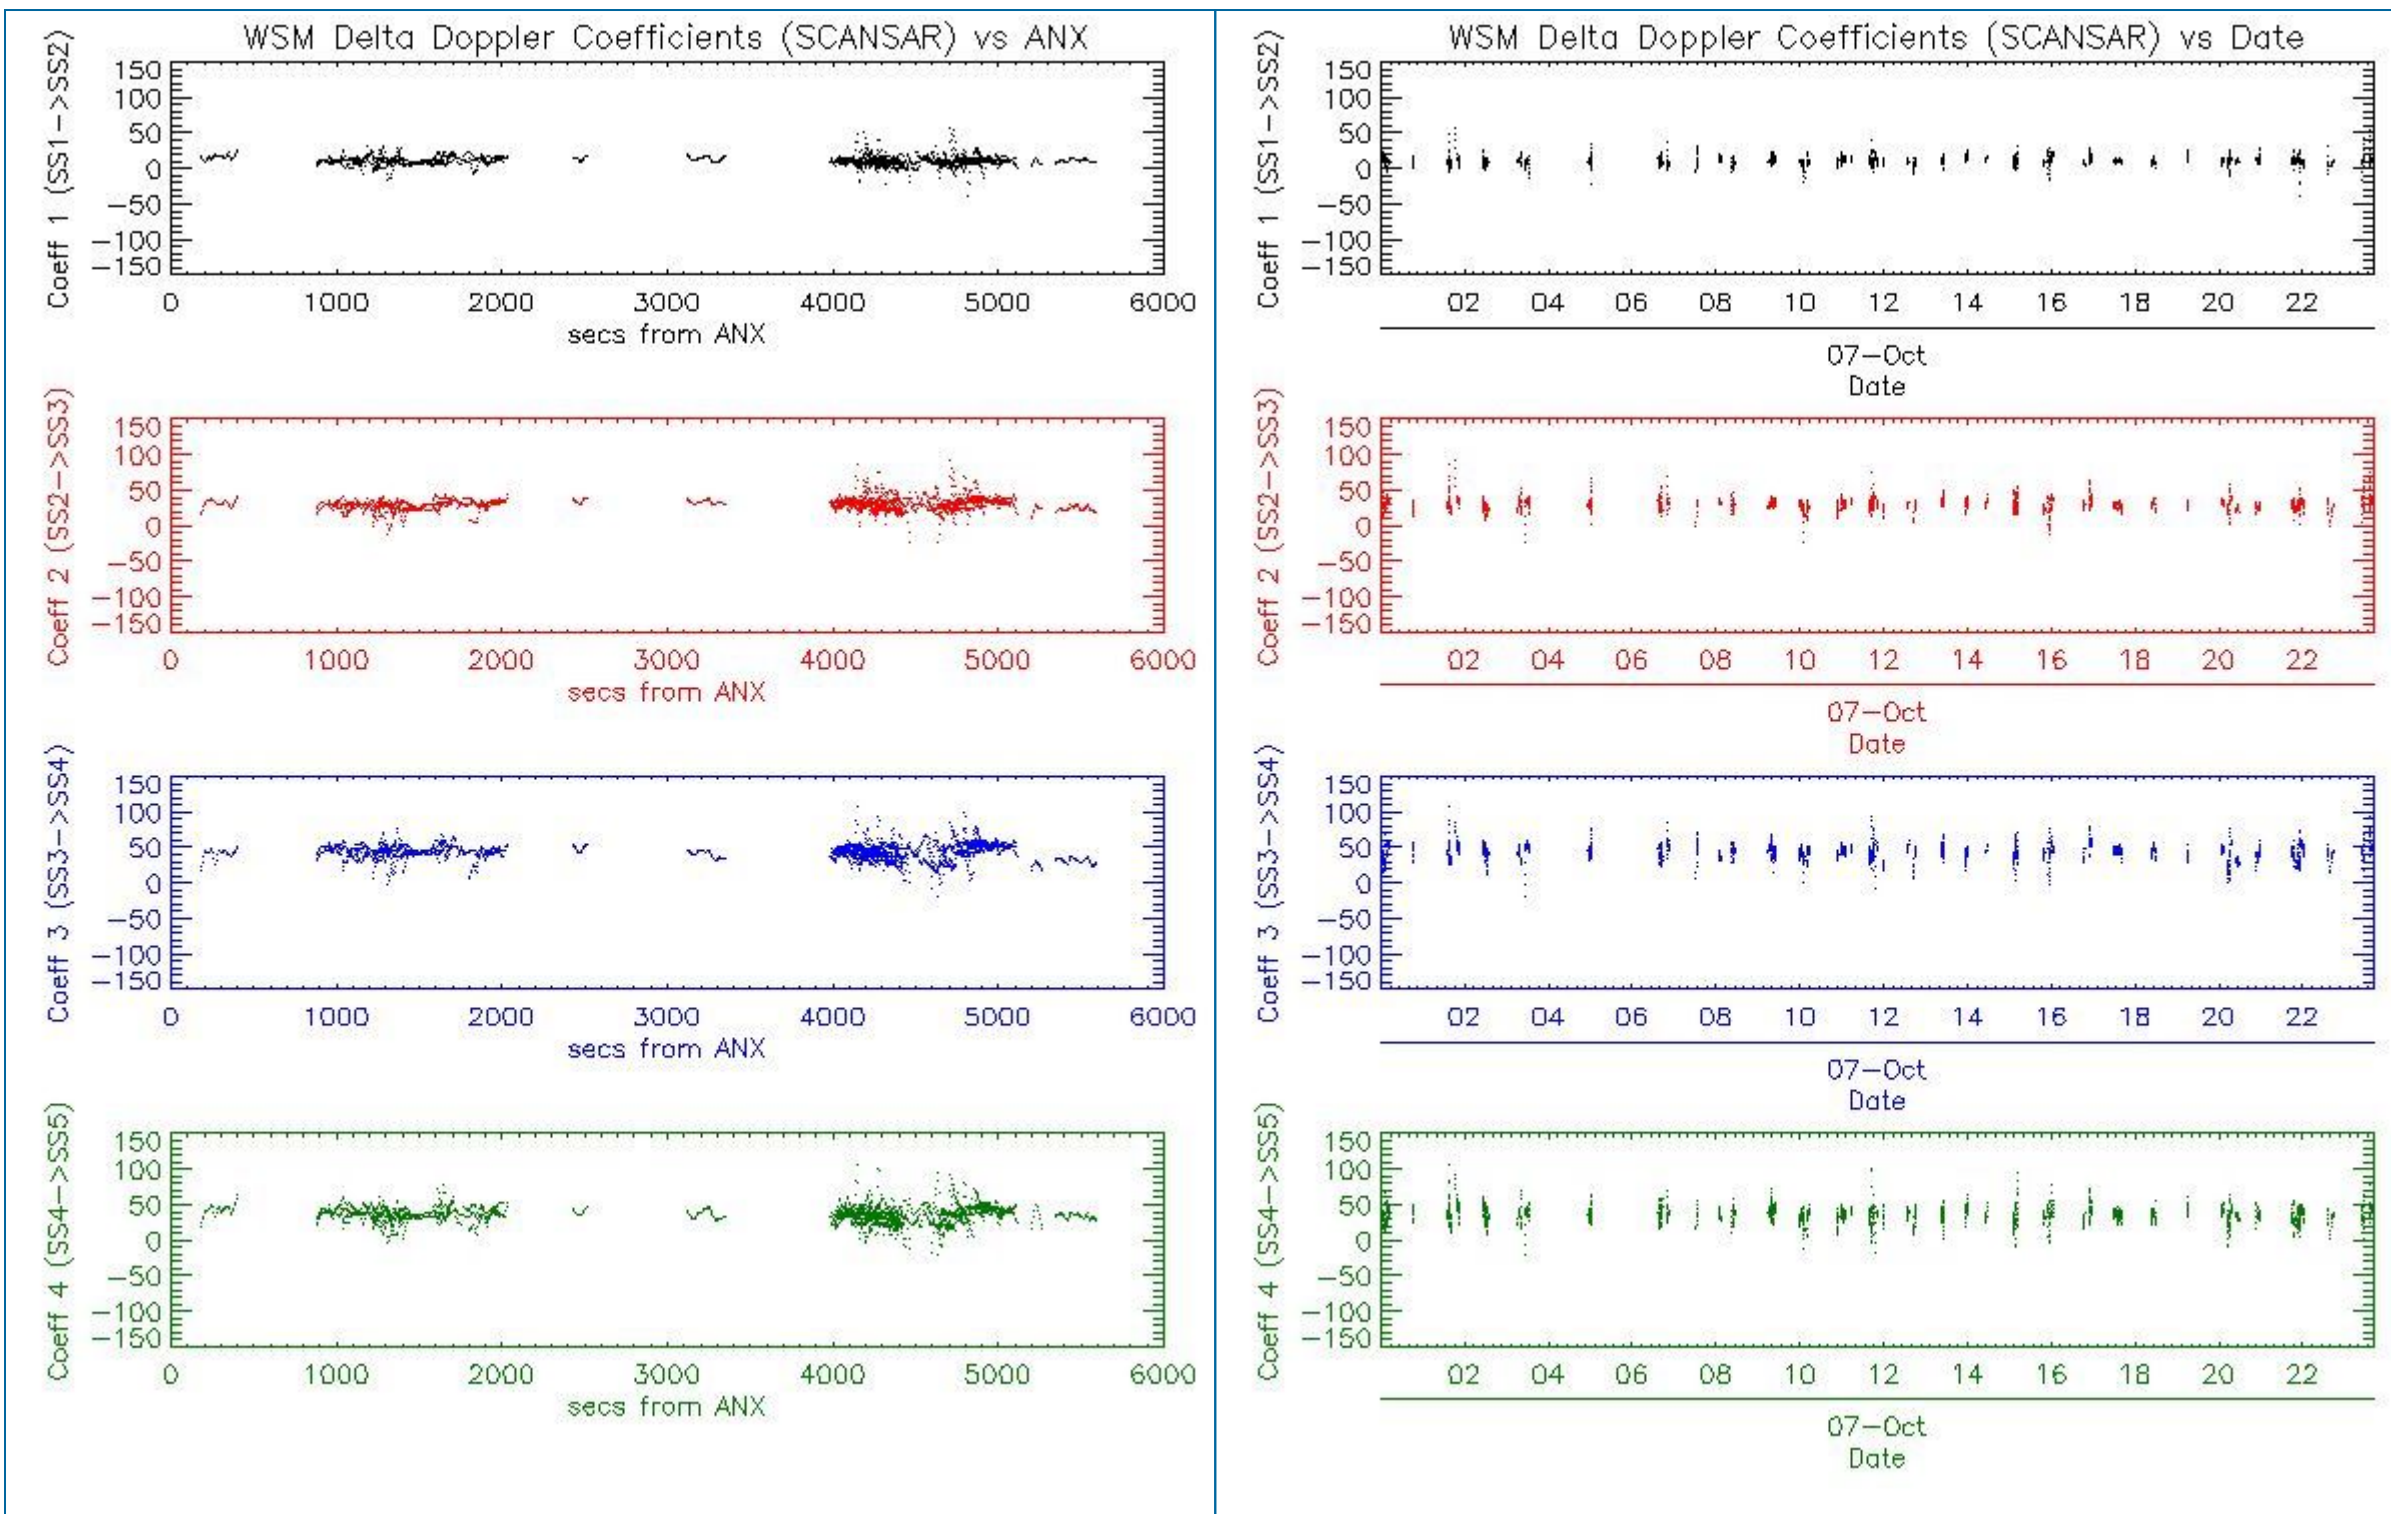 WSM Delta Doppler Coefficients (SCANSAR) vs ANX
Coeff 1 (SS1->SS2)
150
100
50
0
-50
-100
-150
0 1000 2000 3000 4000 5000 6000
secs from ANX
Coeff 2 (SS2->SS3)
150
100
50
0
-50
-100
-150
0 1000 2000 3000 4000 5000 6000
secs from ANX
Coeff 3 (SS3->SS4)
150
100
50
0
-50
-100
-150
0 1000 2000 3000 4000 5000 6000
secs from ANX
Coeff 4 (SS4->SS5)
150
100
50
0
-50
-100
-150
0 1000 2000 3000 4000 5000 6000
secs from ANX
WSM Delta Doppler Coefficients (SCANSAR) vs Date
Coeff 1 (SS1->SS2)
150
100
50
0
-50
-100
-150
02 04 06 08 10 12 14 16 18 20 22
07-Oct
Date
Coeff 2 (SS2->SS3)
150
100
50
0
-50
-100
-150
02 04 06 08 10 12 14 16 18 20 22
07-Oct
Date
Coeff 3 (SS3->SS4)
150
100
50
0
-50
-100
-150
02 04 06 08 10 12 14 16 18 20 22
07-Oct
Date
Coeff 4 (SS4->SS5)
150
100
50
0
-50
-100
-150
02 04 06 08 10 12 14 16 18 20 22
07-Oct
Date